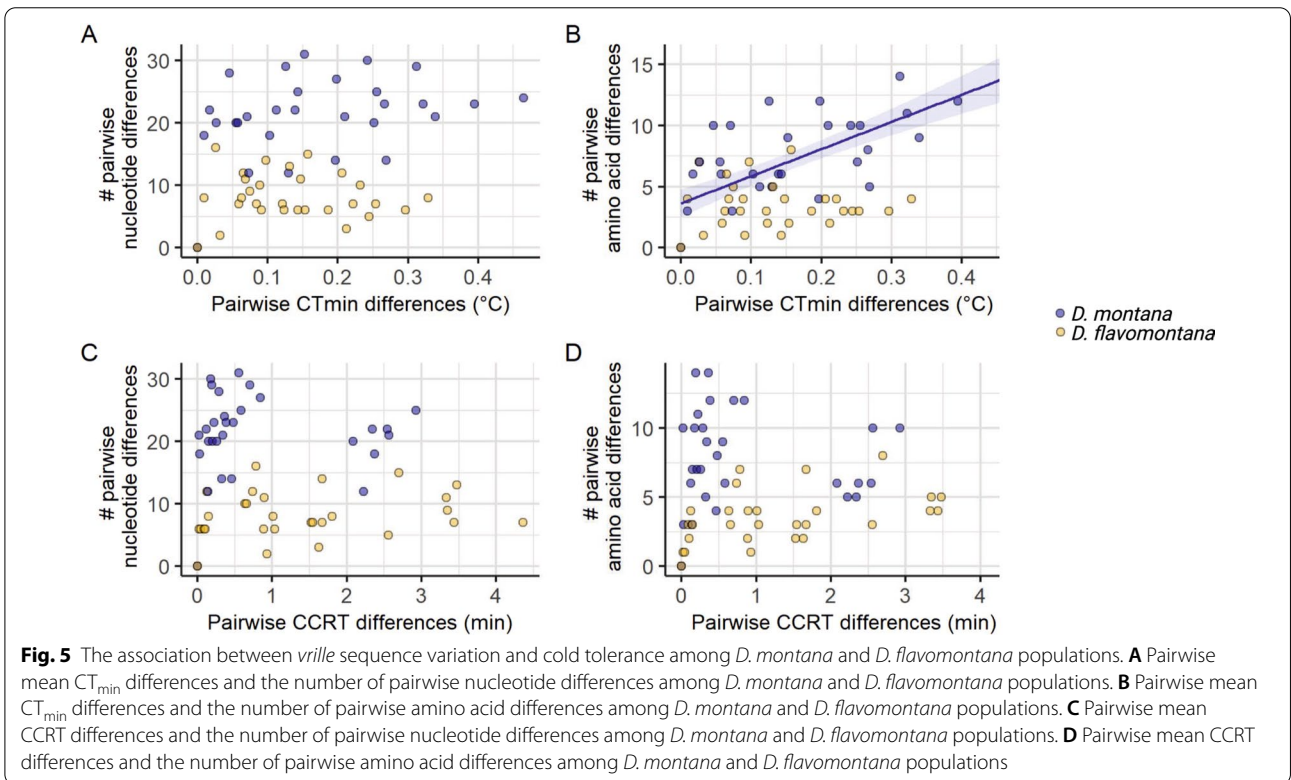 A
# pairwise
nucleotide differences
30
20
10
0
0.0 0.1 0.2 0.3 0.4
Pairwise CTmin differences (°C)
B
# pairwise
amino acid differences
15
10
5
0
0.0 0.1 0.2 0.3 0.4
Pairwise CTmin differences (°C)
D. montana
D. flavomontana
C
# pairwise
nucleotide differences
30
20
10
0
0 1 2 3 4
Pairwise CCRT differences (min)
D
# pairwise
amino acid differences
10
5
0
0 1 2 3 4
Pairwise CCRT differences (min)
Fig. 5 The association between vrille sequence variation and cold tolerance among D. montana and D. flavomontana populations. A Pairwise
mean CTmin differences and the number of pairwise nucleotide differences among D. montana and D. flavomontana populations. B Pairwise mean
CTmin differences and the number of pairwise amino acid differences among D. montana and D. flavomontana populations. C Pairwise mean
CCRT differences and the number of pairwise nucleotide differences among D. montana and D. flavomontana populations. D Pairwise mean CCRT
differences and the number of pairwise amino acid differences among D. montana and D. flavomontana populations